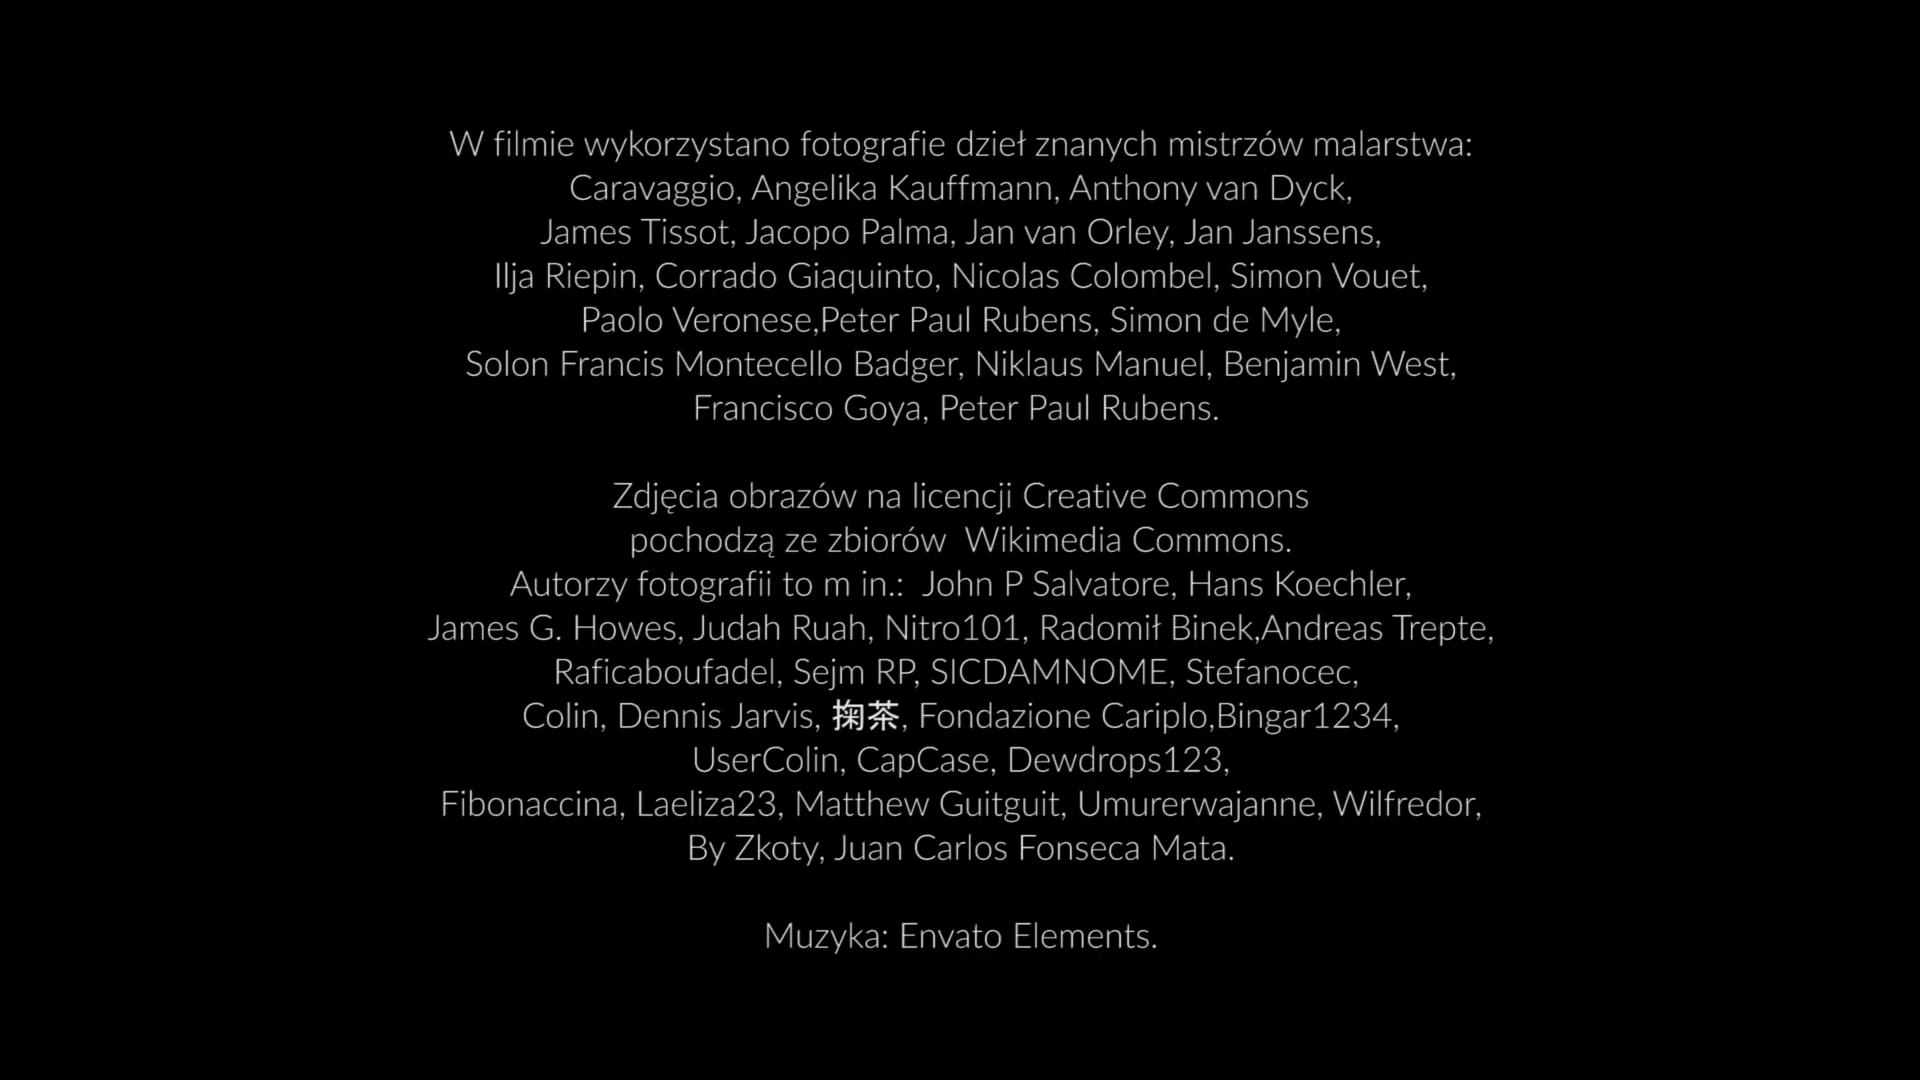 W filmie wykorzystano fotografie dzieł znanych mistrzów malarstwa:
Caravaggio, Angelika Kauffmann, Anthony van Dyck,
James Tissot, Jacopo Palma, Jan van Orley, Jan Janssens,
Ilja Riepin, Corrado Giaquinto, Nicolas Colombel, Simon Vouet,
Paolo Veronese,Peter Paul Rubens, Simon de Myle,
Solon Francis Montecello Badger, Niklaus Manuel, Benjamin West,
Francisco Goya, Peter Paul Rubens.
Zdjęcia obrazów na licencji Creative Commons
pochodzą ze zbiorów  Wikimedia Commons.
Autorzy fotografii to m in.:  John P Salvatore, Hans Koechler,
James G. Howes, Judah Ruah, Nitro101, Radomił Binek,Andreas Trepte,
Raficaboufadel, Sejm RP, SICDAMNOME, Stefanocec,
Colin, Dennis Jarvis, 掬茶, Fondazione Cariplo,Bingar1234,
UserColin, CapCase, Dewdrops123,
Fibonaccina, Laeliza23, Matthew Guitguit, Umurerwajanne, Wilfredor,
By Zkoty, Juan Carlos Fonseca Mata.
Muzyka: Envato Elements.